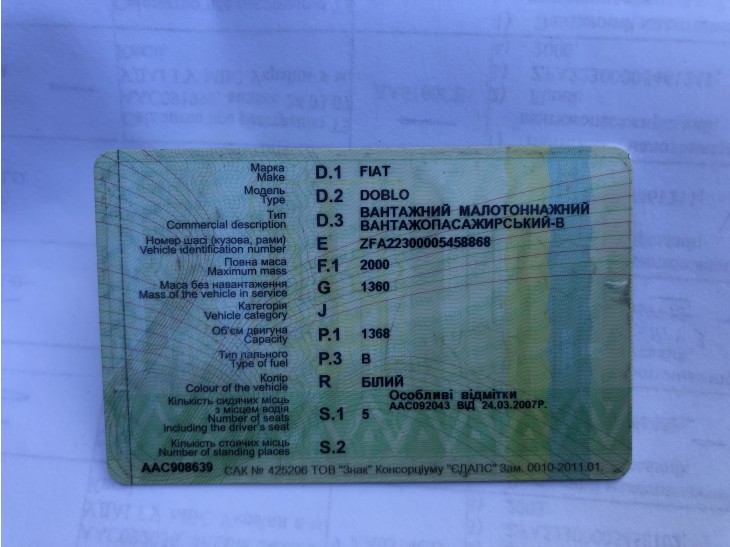 Марка
Make D.1 FIAT
Модель
Type D.2 DOBLO
Тип
Commercial description D.3 ВАНТАЖНИЙ МАЛОТОННАЖНИЙ
ВАНТАЖОПАСАЖИРСЬКИЙ-В
Номер шасі (кузова, рами)
Vehicle identification number E ZFA22300005458868
Повна маса
Maximum mass F.1 2000
Маса без навантаження
Mass of the vehicle in service G 1360
Категорія
Vehicle category J
Об'єм двигуна
Capacity P.1 1368
Тип пального
Type of fuel P.3 B
Колір
Colour of the vehicle R БІЛИЙ
Особливі відмітки
ААС092043 ВІД 24.03.2007Р.
Кількість сидячих місць
з місцем водія
Number of seats
including the driver's seat S.1 5
Кількість стоячих місць
Number of standing places S.2
ААС908639 САК № 425206 ТОВ "Знак" Консорціуму "ЄДАПС" Зам. 0010-2011.01.